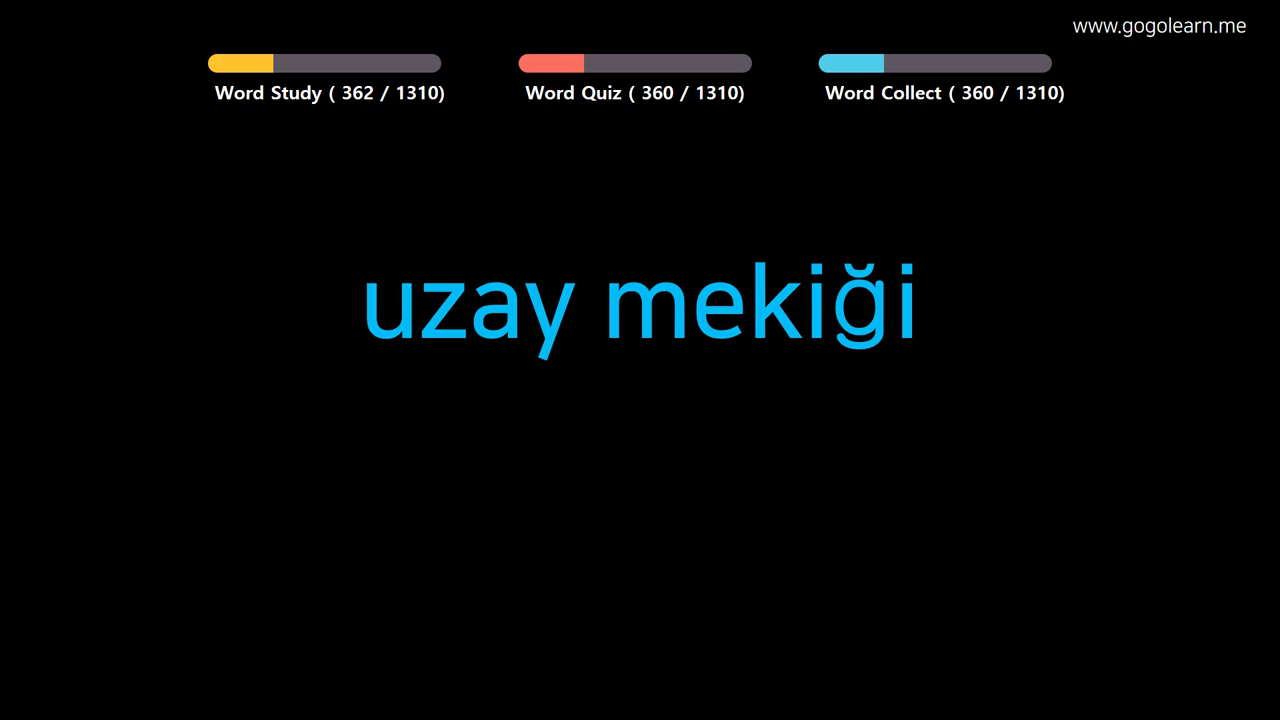 www.gogolearn.me
Word Study ( 362 / 1310)
Word Quiz ( 360 / 1310)
Word Collect ( 360 / 1310)
uzay mekiği